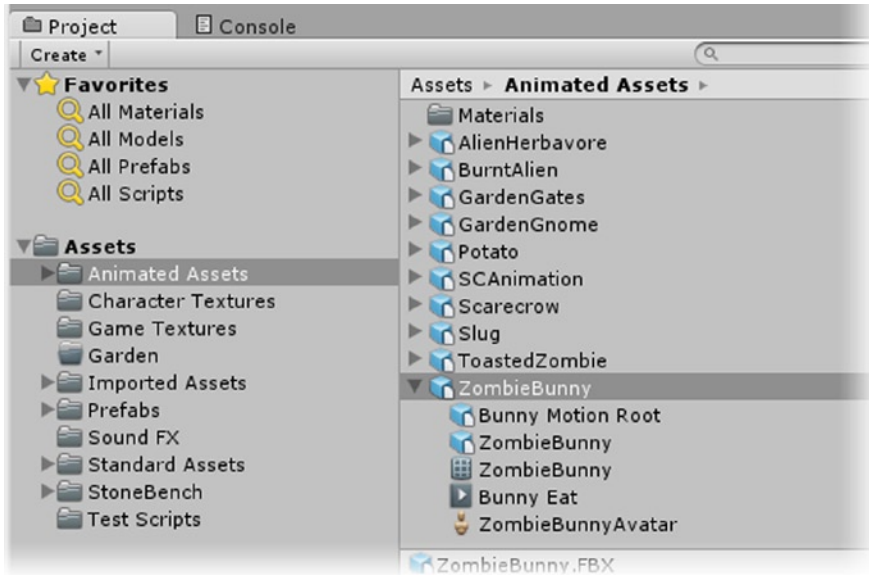 Project
Console
Create
Favorites
All Materials
All Models
All Prefabs
All Scripts
Assets
Animated Assets
Character Textures
Game Textures
Garden
Imported Assets
Prefabs
Sound FX
Standard Assets
StoneBench
Test Scripts
Assets ▸ Animated Assets ▸
Materials
AlienHerbavore
BurntAlien
GardenGates
GardenGnome
Potato
SCAnimation
Scarecrow
Slug
ToastedZombie
ZombieBunny
Bunny Motion Root
ZombieBunny
ZombieBunny
Bunny Eat
ZombieBunnyAvatar
ZombieBunny.FBX